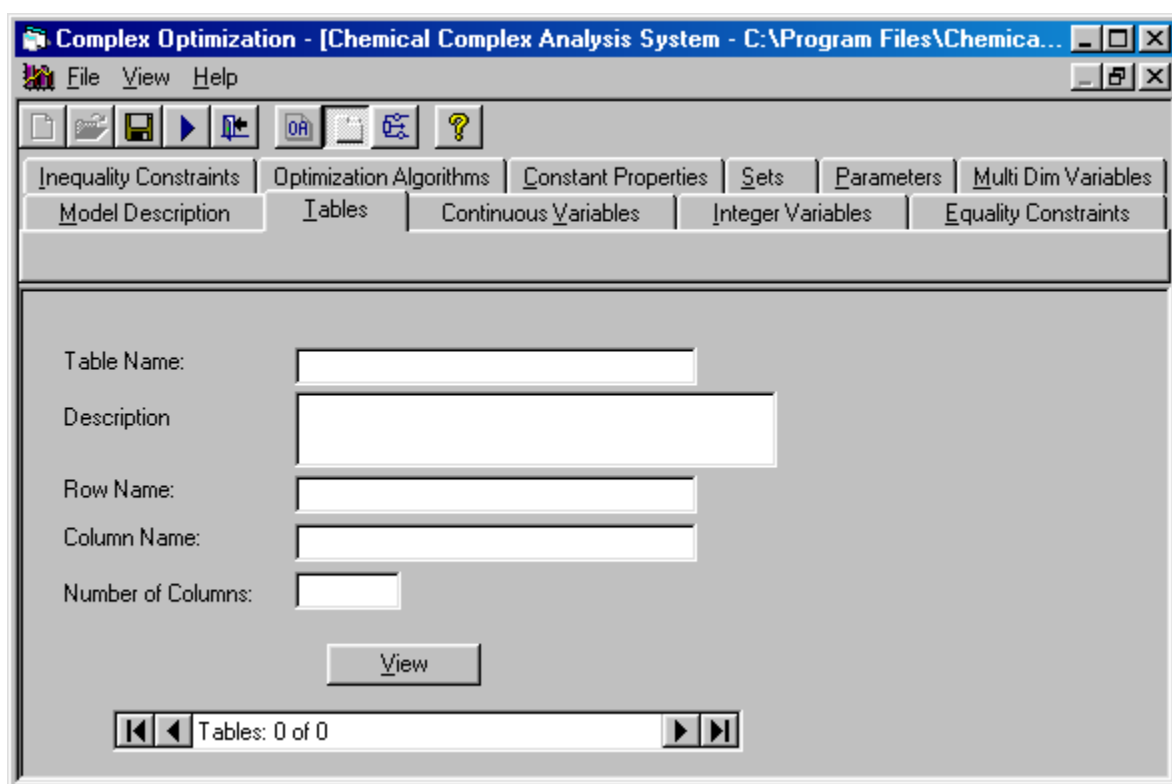 Complex Optimization - [Chemical Complex Analysis System - C:\Program Files\Chemica...
File View Help
OA ?
Inequality Constraints Optimization Algorithms Constant Properties Sets Parameters Multi Dim Variables
Model Description Tables Continuous Variables Integer Variables Equality Constraints
Table Name:
Description
Row Name:
Column Name:
Number of Columns:
View
Tables: 0 of 0